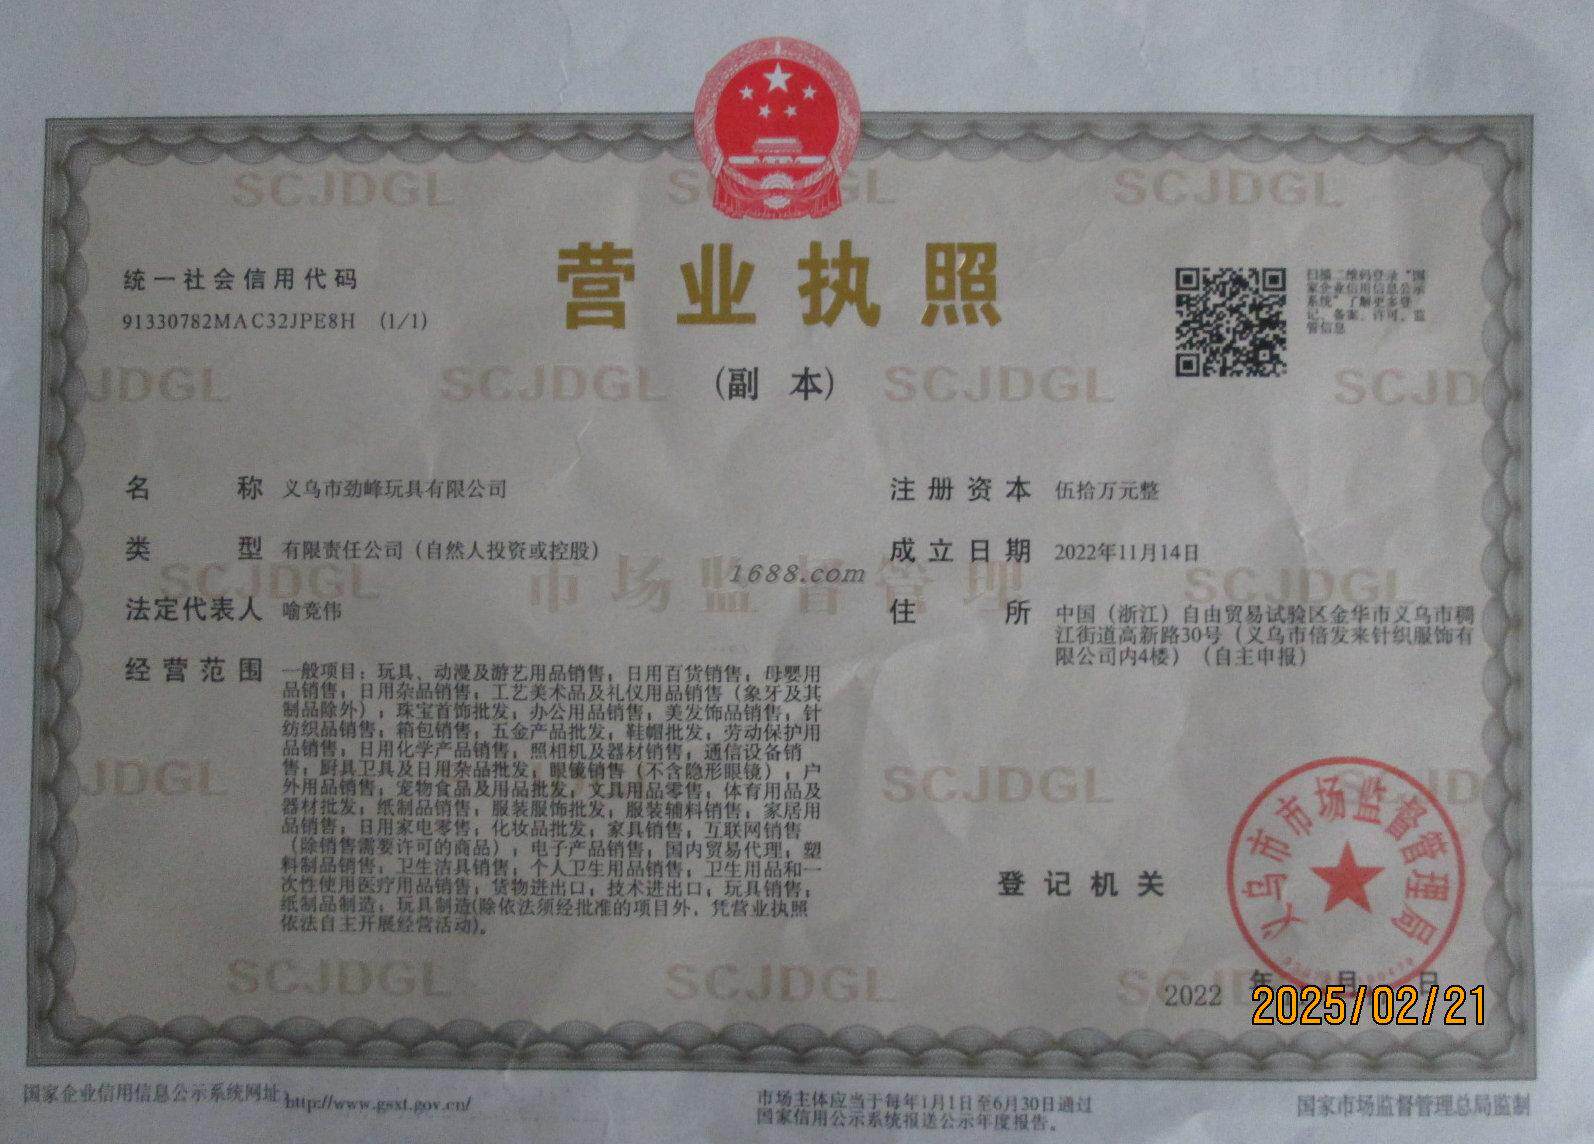 SCJDGL
SCJDGL
SCJDGL
营业执照
统一社会信用代码
91330782MAC32JPE8H (1/1)
扫描二维码登录“国
家企业信用信息公示
系统”了解更多登
记、备案、许可、监
管信息
JDGL
SCJDGL
(副 本)
SCJDGL
SCJD
名 称 义乌市劲峰玩具有限公司
注册资本 伍拾万元整
类 型 有限责任公司（自然人投资或控股）
成立日期 2022年11月14日
SCJDGL
市场监督管理
1688.com
SCJDGL
法定代表人 喻竞伟
住 所 中国（浙江）自由贸易试验区金华市义乌市稠
江街道高新路30号（义乌市倍发来针织服饰有
限公司内4楼）（自主申报）
经营范围 一般项目：玩具、动漫及游艺用品销售；日用百货销售；母婴用
品销售；日用杂品销售；工艺美术品及礼仪用品销售（象牙及其
制品除外）；珠宝首饰批发；办公用品销售；美发饰品销售；针
纺织品销售；箱包销售；五金产品批发；鞋帽批发；劳动保护用
品销售；日用化学产品销售；照相机及器材销售；通信设备销
售；厨具卫具及日用杂品批发；眼镜销售（不含隐形眼镜）；户
外用品销售；宠物食品及用品批发；文具用品零售；体育用品及
器材批发；纸制品销售；服装服饰批发；服装辅料销售；家居用
品销售；日用家电零售；化妆品批发；家具销售；互联网销售
（除销售需要许可的商品）；电子产品销售；国内贸易代理；塑
料制品销售；卫生洁具销售；个人卫生用品销售；卫生用品和一
次性使用医疗用品销售；货物进出口；技术进出口；玩具销售；
纸制品制造；玩具制造(除依法须经批准的项目外，凭营业执照
依法自主开展经营活动)。
JDGL
SCJDGL
SCJD
登记机关
义乌市市场监督管理局
SCJDGL
SCJDGL
2022 年 月 日
2025/02/21
国家企业信用信息公示系统网址：http://www.gsxt.gov.cn/
市场主体应当于每年1月1日至6月30日通过
国家信用公示系统报送公示年度报告。
国家市场监督管理总局监制